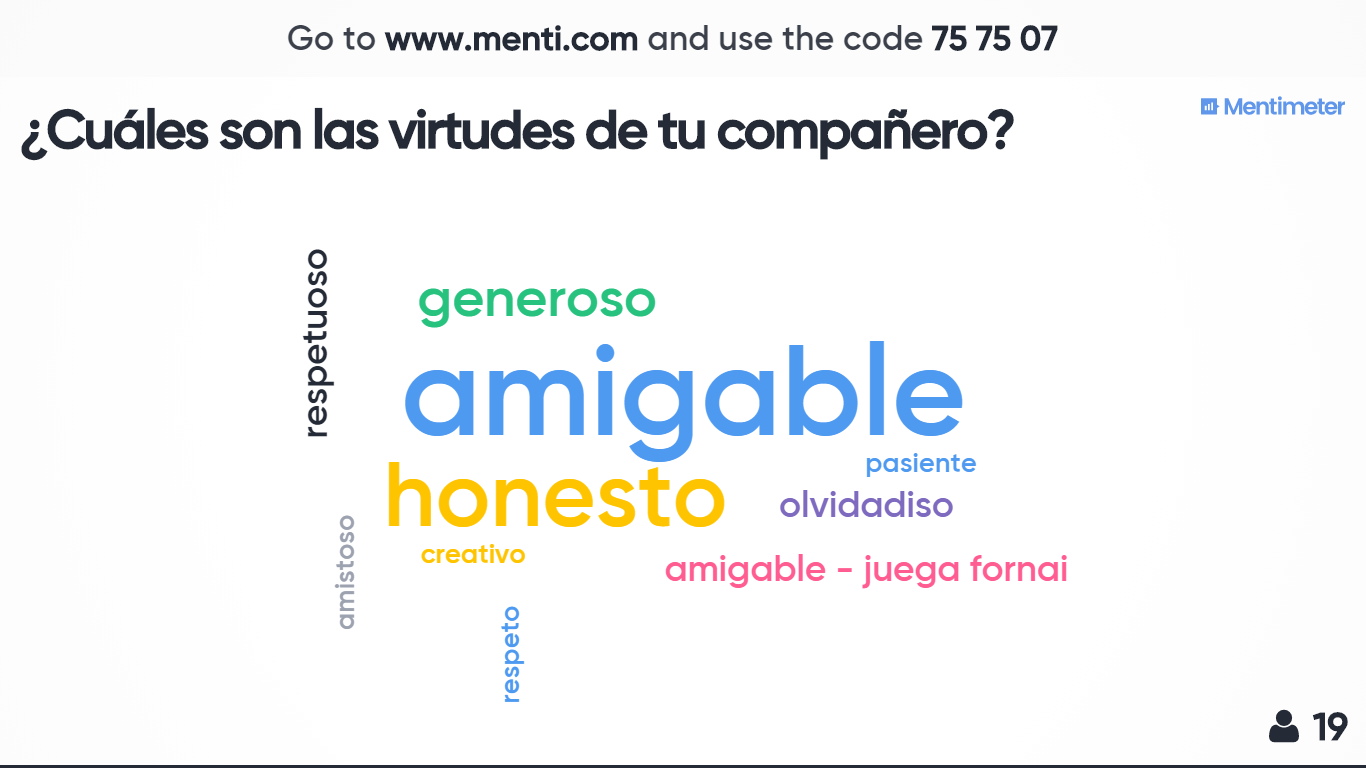 Go to www.menti.com and use the code 75 75 07
Mentimeter
¿Cuáles son las virtudes de tu compañero?
respetuoso
generoso
amigable
pasiente
honesto
olvidadiso
creativo
amistoso
amigable - juega fornai
respeto
19